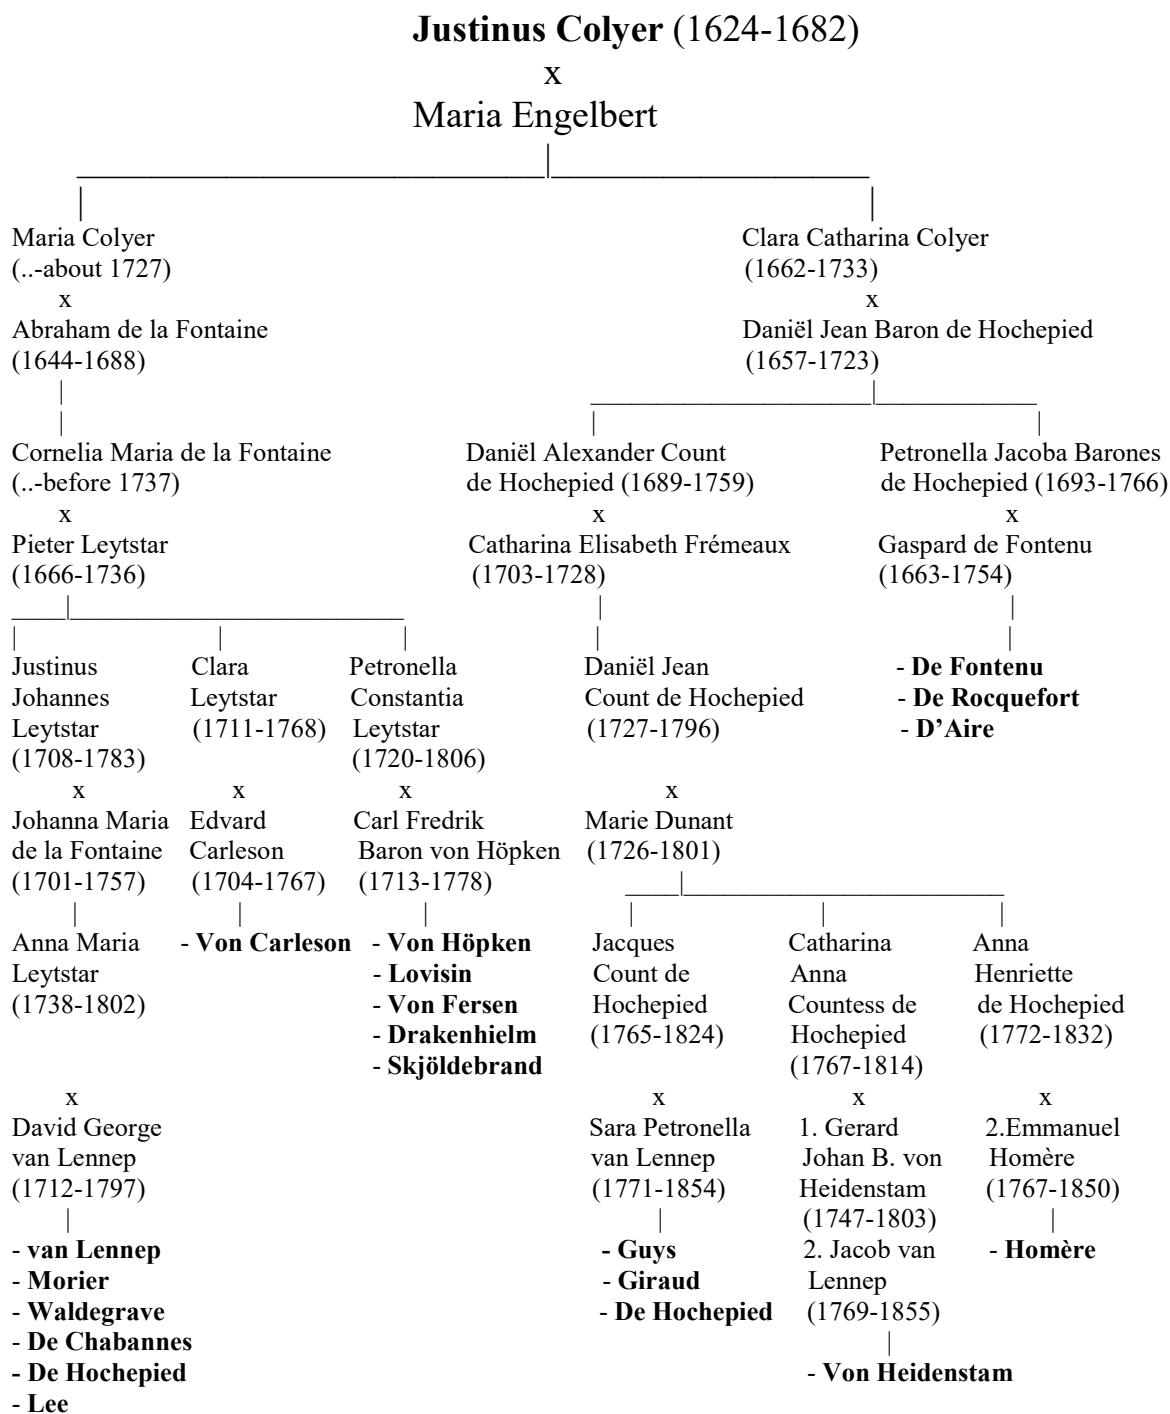 Justinus Colyer (1624-1682)
x
Maria Engelbert
Maria Colyer
(..-about 1727)
x
Abraham de la Fontaine
(1644-1688)
Clara Catharina Colyer
(1662-1733)
x
Daniël Jean Baron de Hochepied
(1657-1723)
Cornelia Maria de la Fontaine
(..-before 1737)
x
Pieter Leytstar
(1666-1736)
Daniël Alexander Count
de Hochepied (1689-1759)
x
Catharina Elisabeth Frémeaux
(1703-1728)
Petronella Jacoba Barones
de Hochepied (1693-1766)
x
Gaspard de Fontenu
(1663-1754)
Justinus
Johannes
Leytstar
(1708-1783)
x
Johanna Maria
de la Fontaine
(1701-1757)
Clara
Leytstar
(1711-1768)
x
Edvard
Carleson
(1704-1767)
Petronella
Constantia
Leytstar
(1720-1806)
x
Carl Fredrik
Baron von Höpken
(1713-1778)
Daniël Jean
Count de Hochepied
(1727-1796)
x
Marie Dunant
(1726-1801)
- De Fontenu
- De Rocquefort
- D’Aire
Anna Maria
Leytstar
(1738-1802)
x
David George
van Lennep
(1712-1797)
- van Lennep
- Morier
- Waldegrave
- De Chabannes
- De Hochepied
- Lee
- Von Carleson
- Von Höpken
- Lovisin
- Von Fersen
- Drakenhielm
- Skjöldebrand
Jacques
Count de
Hochepied
(1765-1824)
x
Sara Petronella
van Lennep
(1771-1854)
- Guys
- Giraud
- De Hochepied
Catharina
Anna
Countess de
Hochepied
(1767-1814)
x
1. Gerard
Johan B. von
Heidenstam
(1747-1803)
2. Jacob van
Lennep
(1769-1855)
- Von Heidenstam
Anna
Henriette
de Hochepied
(1772-1832)
x
2.Emmanuel
Homère
(1767-1850)
- Homère